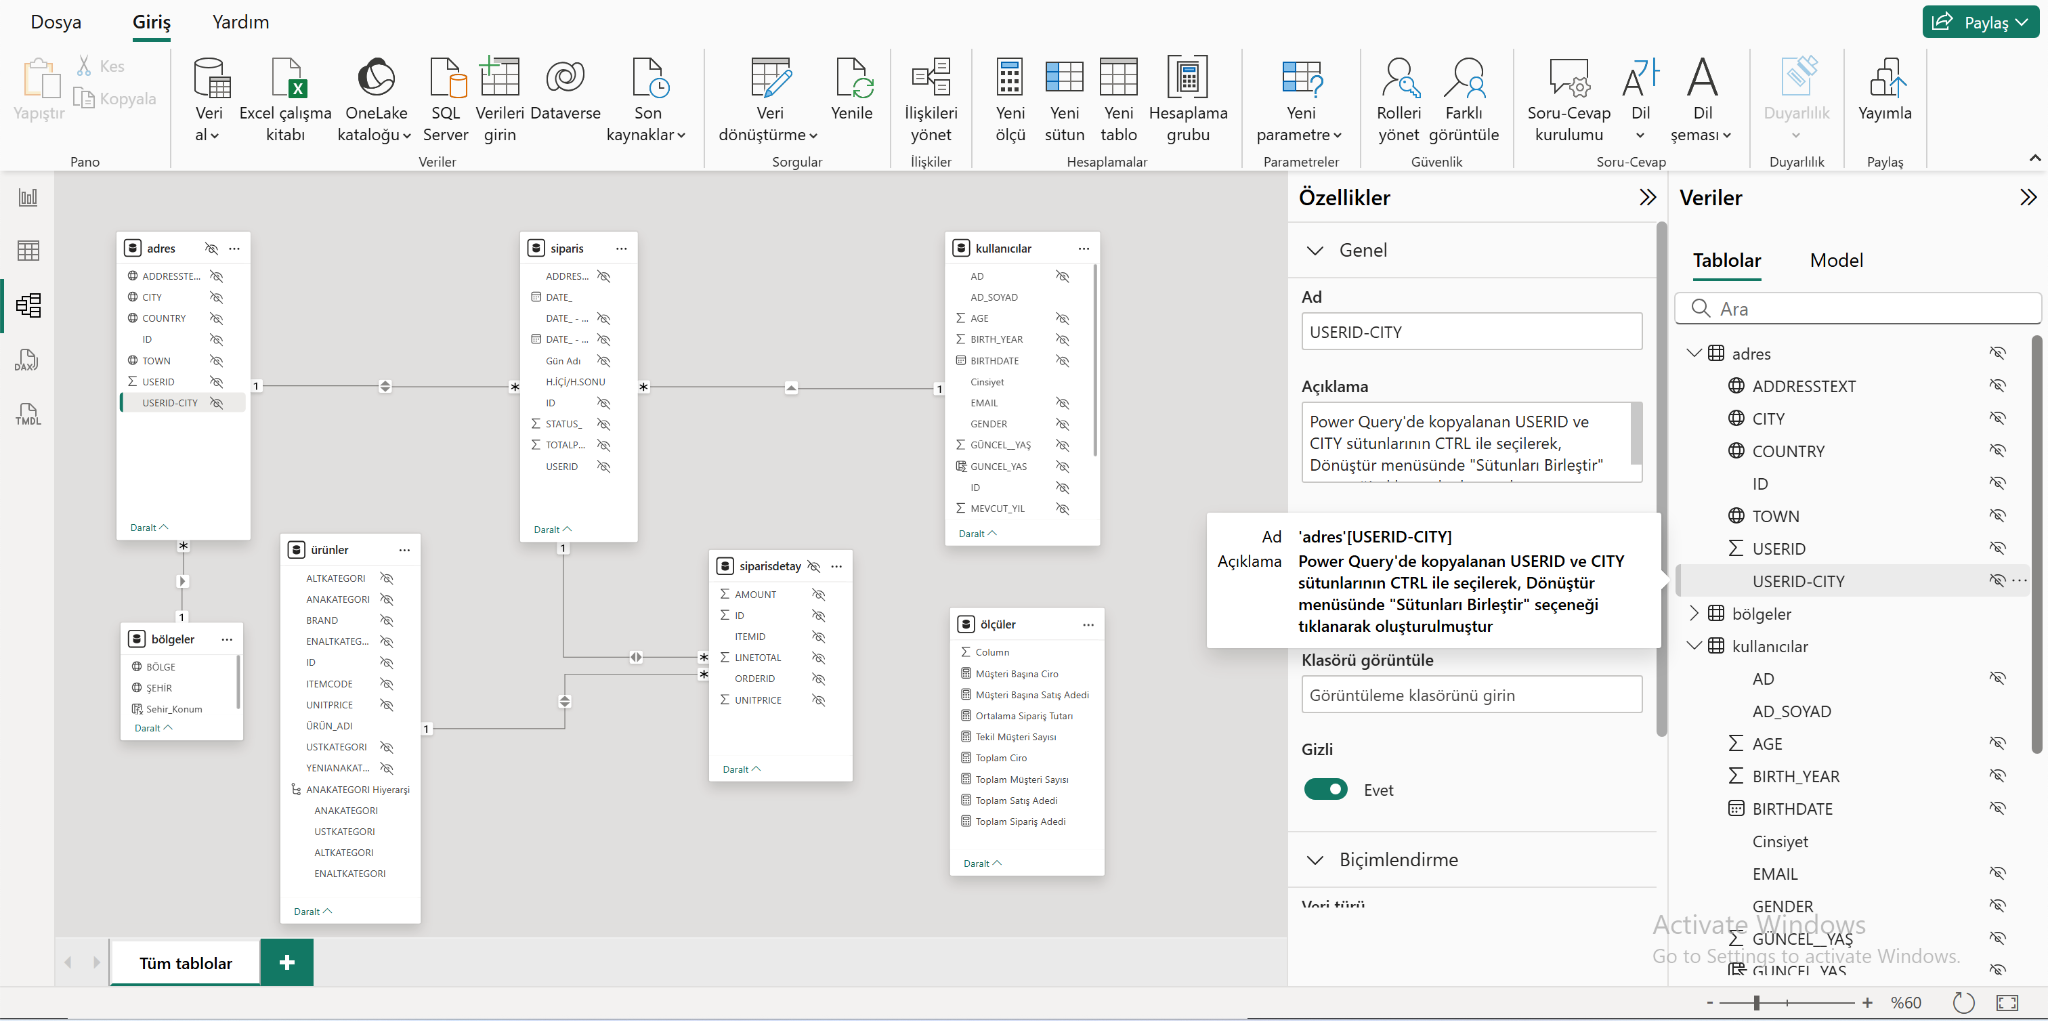 Dosya
Giriş
Yardım
Paylaş
Yapıştır
Kes
Kopyala
Veri al
Excel çalışma kitabı
OneLake kataloğu
SQL Server
Verileri girin
Dataverse
Son kaynaklar
Veri dönüştürme
Yenile
İlişkileri yönet
Yeni ölçü
Yeni sütun
Yeni tablo
Hesaplama grubu
Yeni parametre
Rolleri yönet
Farklı görüntüle
Soru-Cevap kurulumu
Dil
Dil şeması
Duyarlılık
Yayımla
Pano
Veriler
Sorgular
İlişkiler
Hesaplamalar
Parametreler
Güvenlik
Soru-Cevap
Duyarlılık
Paylaş
DAX
TMDL
adres
ADDRESSTE...
CITY
COUNTRY
ID
TOWN
USERID
USERID-CITY
Daralt
1
*
siparis
ADDRES...
DATE_
DATE_ - ...
DATE_ - ...
Gün Adı
H.İÇİ/H.SONU
ID
STATUS_
TOTALP...
USERID
Daralt
*
1
kullanıcılar
AD
AD_SOYAD
AGE
BIRTH_YEAR
BIRTHDATE
Cinsiyet
EMAIL
GENDER
GÜNCEL__YAŞ
GUNCEL_YAS
ID
MEVCUT_YIL
Daralt
*
1
bölgeler
BÖLGE
ŞEHİR
Sehir_Konum
Daralt
ürünler
ALTKATEGORI
ANAKATEGORI
BRAND
ENALTKATEG...
ID
ITEMCODE
UNITPRICE
ÜRÜN_ADI
USTKATEGORI
YENIANAKAT...
ANAKATEGORI Hiyerarşi
ANAKATEGORI
USTKATEGORI
ALTKATEGORI
ENALTKATEGORI
Daralt
1
1
*
*
siparisdetay
AMOUNT
ID
ITEMID
LINETOTAL
ORDERID
UNITPRICE
Daralt
ölçüler
Column
Müşteri Başına Ciro
Müşteri Başına Satış Adedi
Ortalama Sipariş Tutarı
Tekil Müşteri Sayısı
Toplam Ciro
Toplam Müşteri Sayısı
Toplam Satış Adedi
Toplam Sipariş Adedi
Daralt
Tüm tablolar
Özellikler
Genel
Ad
USERID-CITY
Açıklama
Power Query'de kopyalanan USERID ve
CITY sütunlarının CTRL ile seçilerek,
Dönüştür menüsünde "Sütunları Birleştir"
Ad 'adres'[USERID-CITY]
Açıklama Power Query'de kopyalanan USERID ve CITY
sütunlarının CTRL ile seçilerek, Dönüştür
menüsünde "Sütunları Birleştir" seçeneği
tıklanarak oluşturulmuştur
Klasörü görüntüle
Görüntüleme klasörünü girin
Gizli
Evet
Biçimlendirme
Veri türü
Veriler
Tablolar
Model
Ara
adres
ADDRESSTEXT
CITY
COUNTRY
ID
TOWN
USERID
USERID-CITY
bölgeler
kullanıcılar
AD
AD_SOYAD
AGE
BIRTH_YEAR
BIRTHDATE
Cinsiyet
EMAIL
GENDER
GÜNCEL__YAŞ
GUNCEL_YAS
Activate Windows
Go to Settings to activate Windows.
- + %60